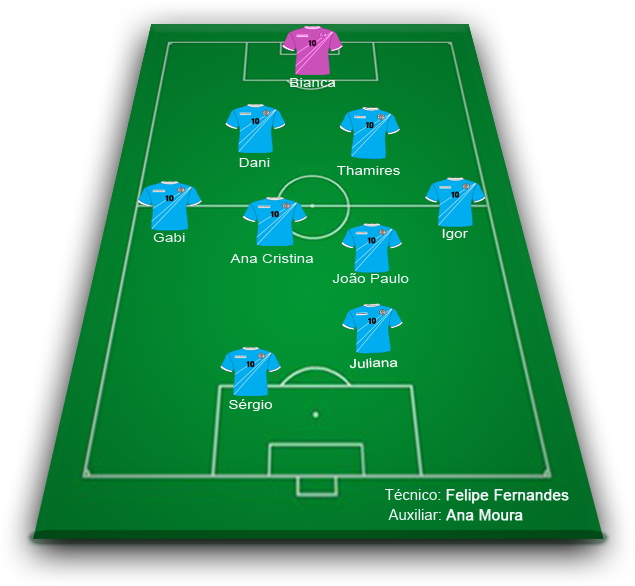 10
Bianca
10
Dani
10
Thamires
10
Gabi
10
Ana Cristina
10
João Paulo
10
Igor
10
Juliana
10
Sérgio
Técnico: Felipe Fernandes
Auxiliar: Ana Moura